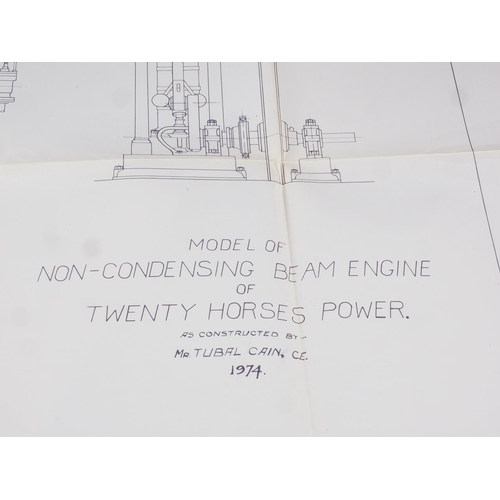 MODEL OF
NON-CONDENSING BEAM ENGINE
OF
TWENTY HORSES POWER.
AS CONSTRUCTED BY-
MR. TUBAL CAIN, C.E.
1974.